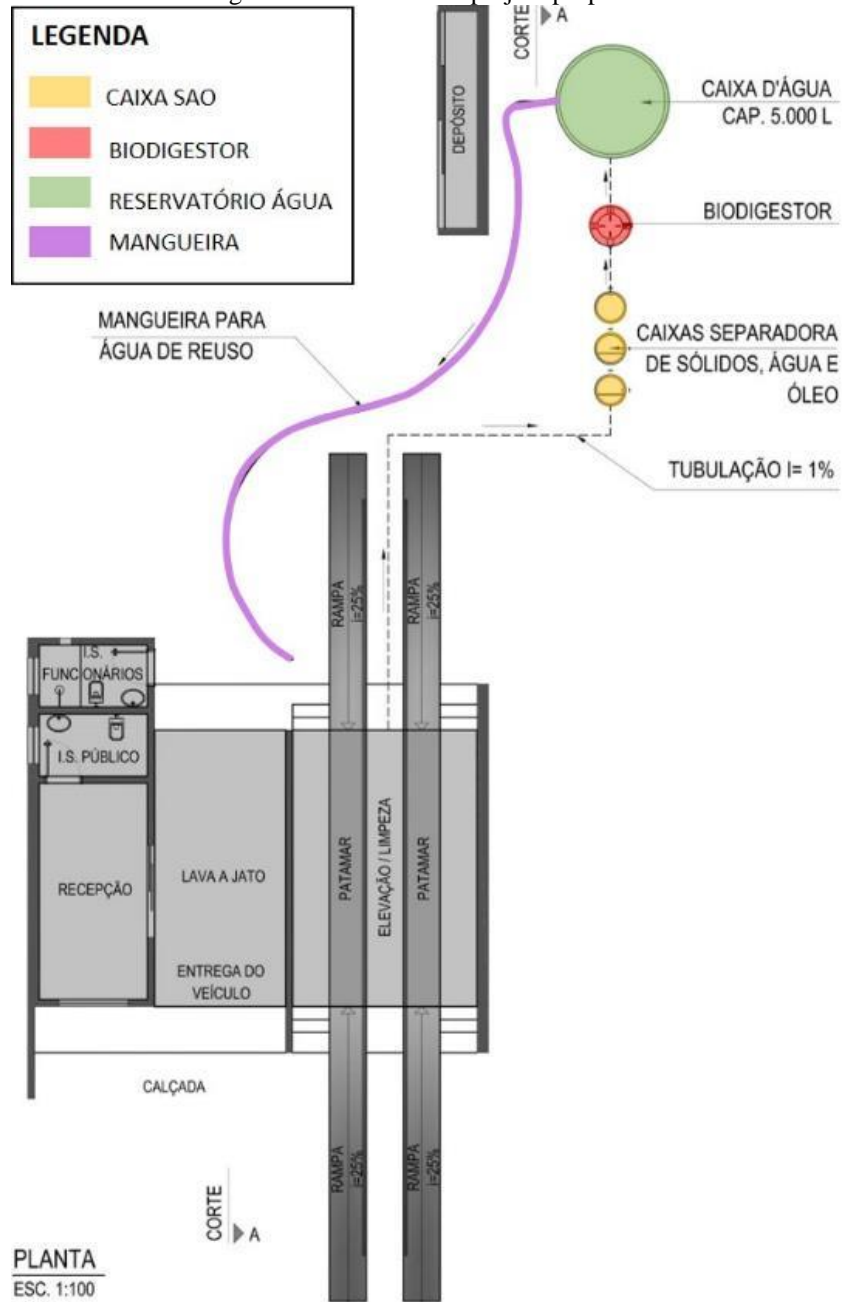 LEGENDA
CAIXA SAO
BIODIGESTOR
RESERVATÓRIO ÁGUA
MANGUEIRA
CORTE
A
DEPÓSITO
CAIXA D'ÁGUA
CAP. 5.000 L
BIODIGESTOR
CAIXAS SEPARADORA
DE SÓLIDOS, ÁGUA E
ÓLEO
MANGUEIRA PARA
ÁGUA DE REUSO
TUBULAÇÃO I= 1%
RAMPA
i=25%
RAMPA
i=25%
I.S.
FUNCIONÁRIOS
I.S. PÚBLICO
RECEPÇÃO
LAVA A JATO
ENTREGA DO
VEÍCULO
PATAMAR
ELEVAÇÃO / LIMPEZA
PATAMAR
CALÇADA
RAMPA
i=25%
RAMPA
i=25%
CORTE
A
PLANTA
ESC. 1:100